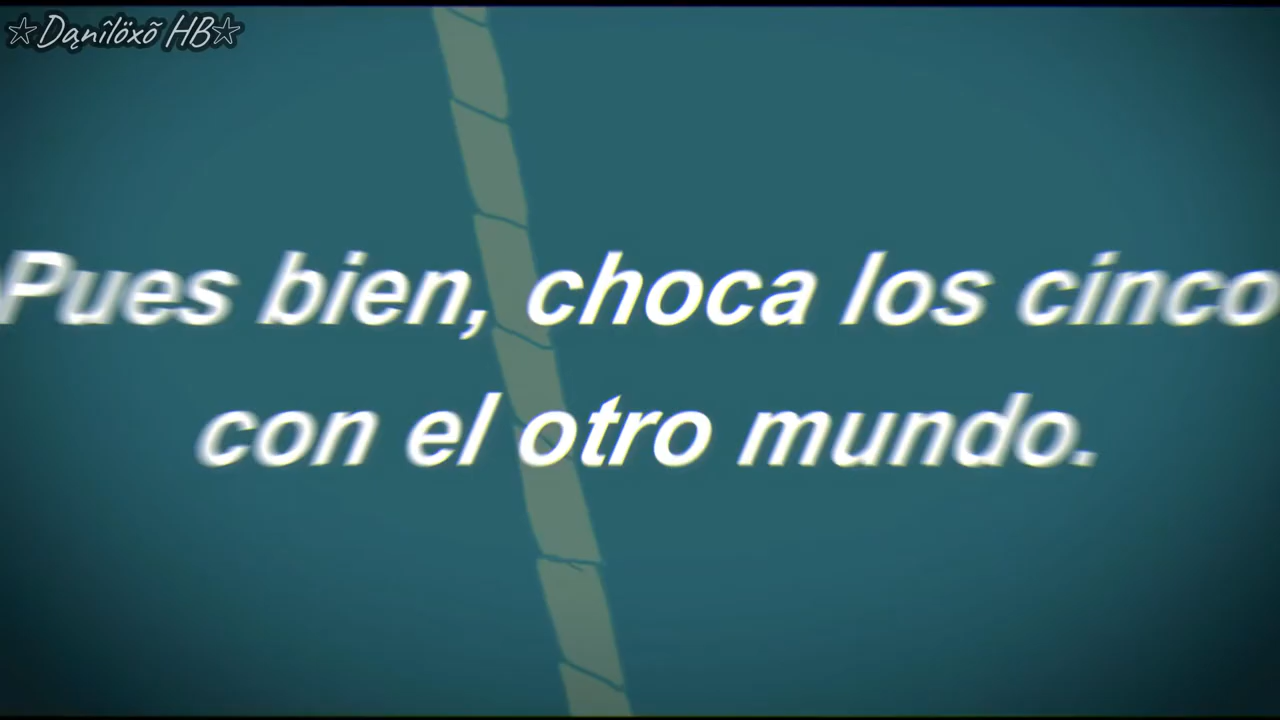 ☆Dąnîlöxõ HB☆
Pues bien, choca los cinco
con el otro mundo.